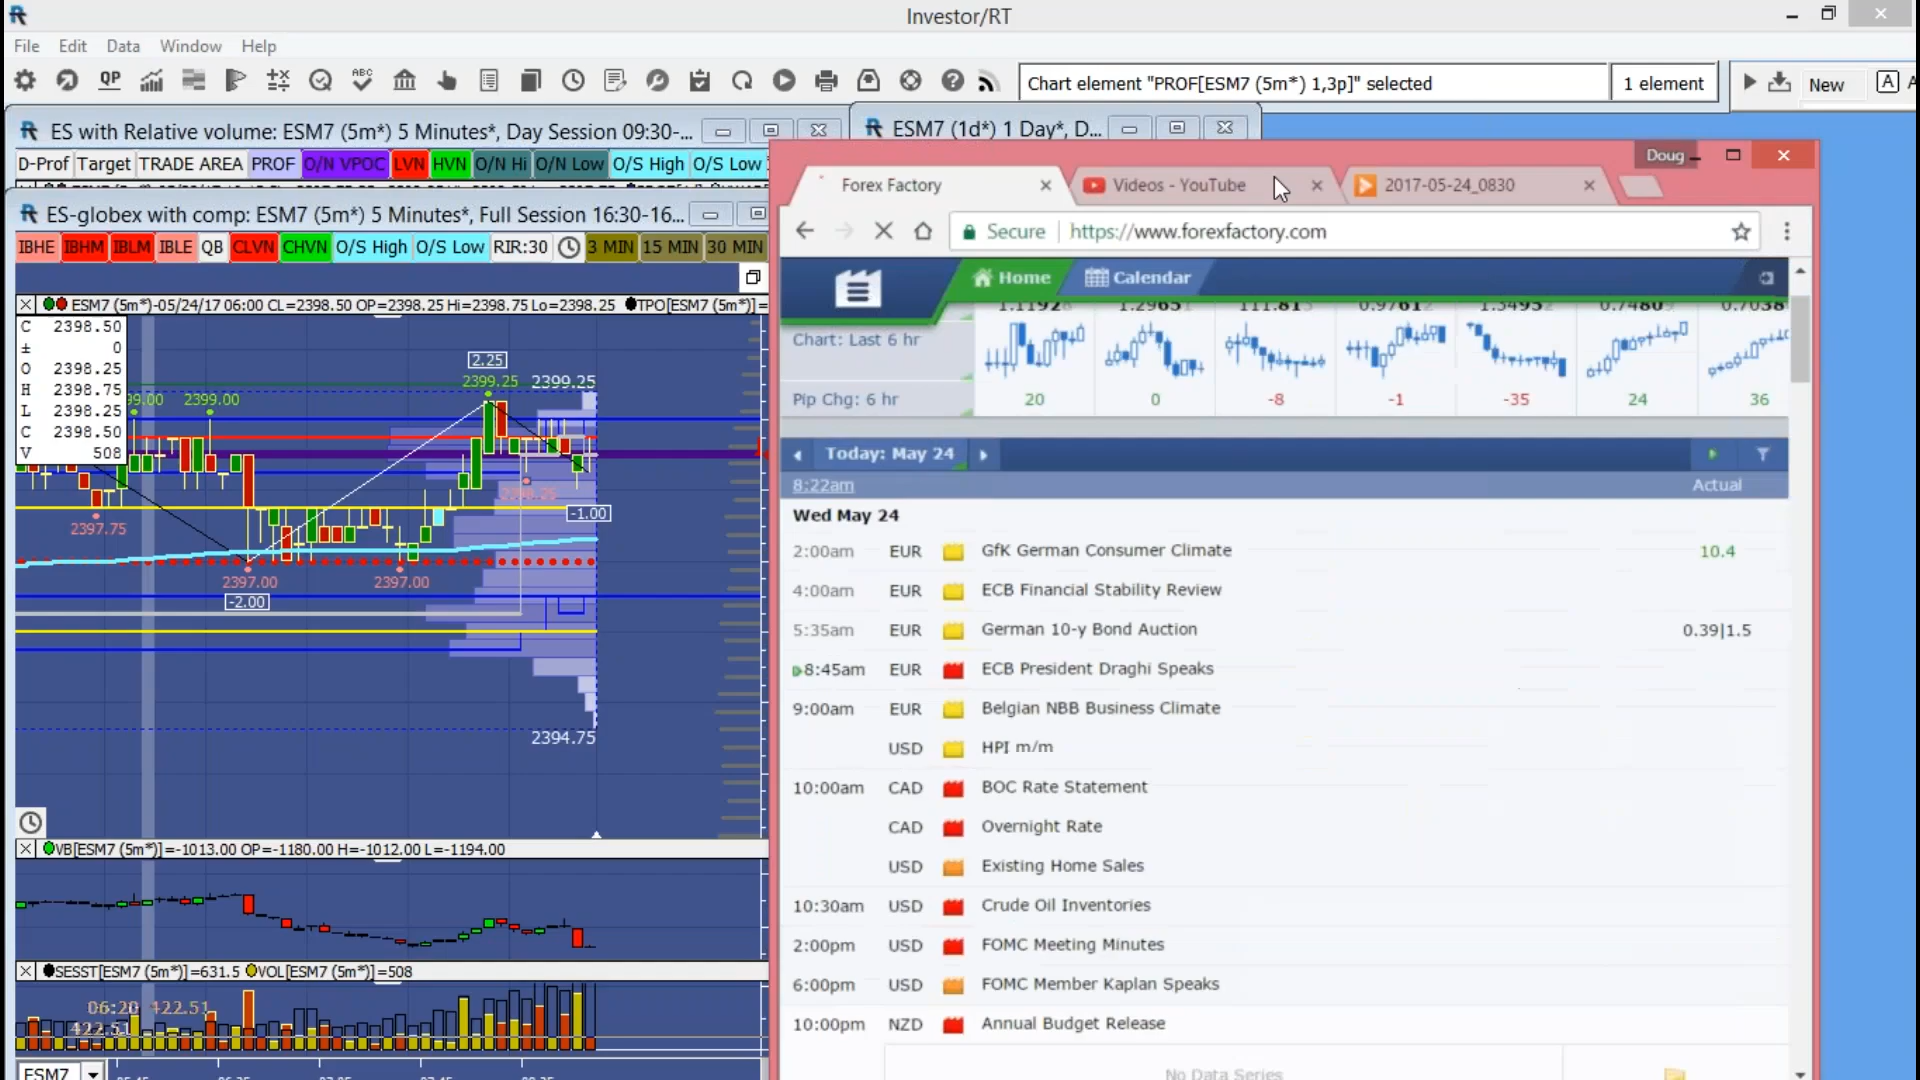 Investor/RT
File Edit Data Window Help
QP ABC
Chart element "PROF[ESM7 (5m*) 1,3p]" selected
1 element
New A
ES with Relative volume: ESM7 (5m*) 5 Minutes*, Day Session 09:30-...
ESM7 (1d*) 1 Day*, D...
D-Prof Target TRADE AREA PROF O/N VPOC LVN HVN O/N Hi O/N Low O/S High O/S Low
ES-globex with comp: ESM7 (5m*) 5 Minutes*, Full Session 16:30-16...
IBHE IBHM IBLM IBLE QB CLVN CHVN O/S High O/S Low RIR:30 3 MIN 15 MIN 30 MIN
ESM7 (5m*)-05/24/17 06:00 CL=2398.50 OP=2398.25 Hi=2398.75 Lo=2398.25 TPO[ESM7 (5m*)]=
C 2398.50
± 0
O 2398.25
H 2398.75
L 2398.25
C 2398.50
V 508
2399.00
2.25
2399.25
2399.25
2397.75
-1.00
2397.00
2397.00
-2.00
2394.75
VB[ESM7 (5m*)]=-1013.00 OP=-1180.00 H=-1012.00 L=-1194.00
SESST[ESM7 (5m*)]=631.5 VOL[ESM7 (5m*)]=508
06:20 422.51
422.51
ESM7
Doug
Forex Factory
Videos - YouTube
2017-05-24_0830
Secure https://www.forexfactory.com
Home Calendar
Chart: Last 6 hr
Pip Chg: 6 hr 20 0 -8 -1 -35 24 36
Today: May 24
8:22am Actual
Wed May 24
2:00am EUR GfK German Consumer Climate 10.4
4:00am EUR ECB Financial Stability Review
5:35am EUR German 10-y Bond Auction 0.39|1.5
8:45am EUR ECB President Draghi Speaks
9:00am EUR Belgian NBB Business Climate
USD HPI m/m
10:00am CAD BOC Rate Statement
CAD Overnight Rate
USD Existing Home Sales
10:30am USD Crude Oil Inventories
2:00pm USD FOMC Meeting Minutes
6:00pm USD FOMC Member Kaplan Speaks
10:00pm NZD Annual Budget Release
No Data Series